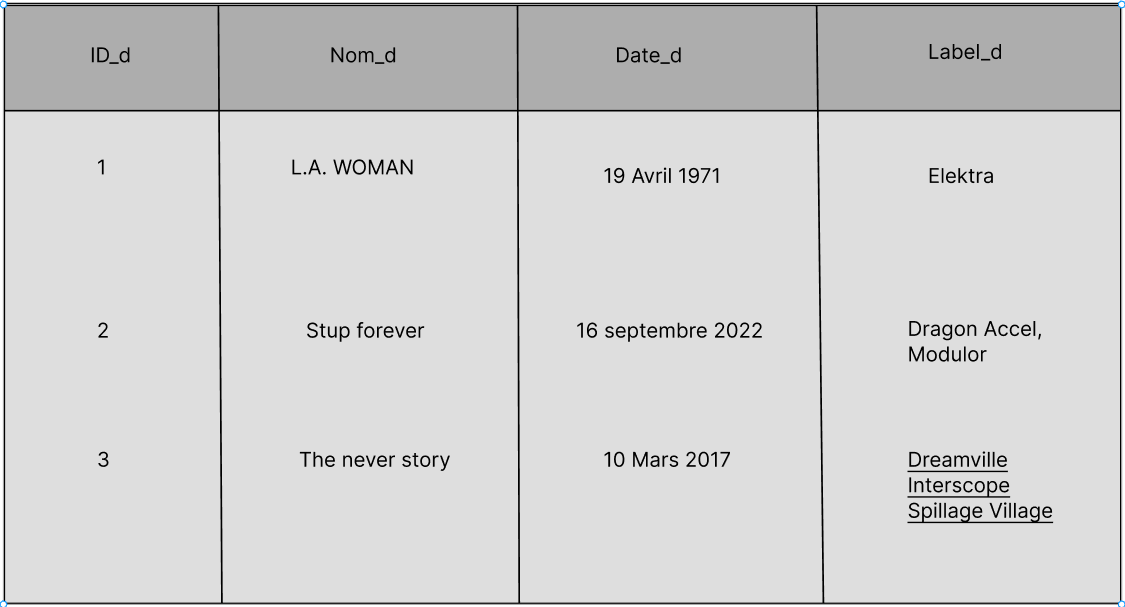 ID_d Nom_d Date_d Label_d
1 L.A. WOMAN 19 Avril 1971 Elektra
2 Stup forever 16 septembre 2022 Dragon Accel,
Modulor
3 The never story 10 Mars 2017 Dreamville
Interscope
Spillage Village